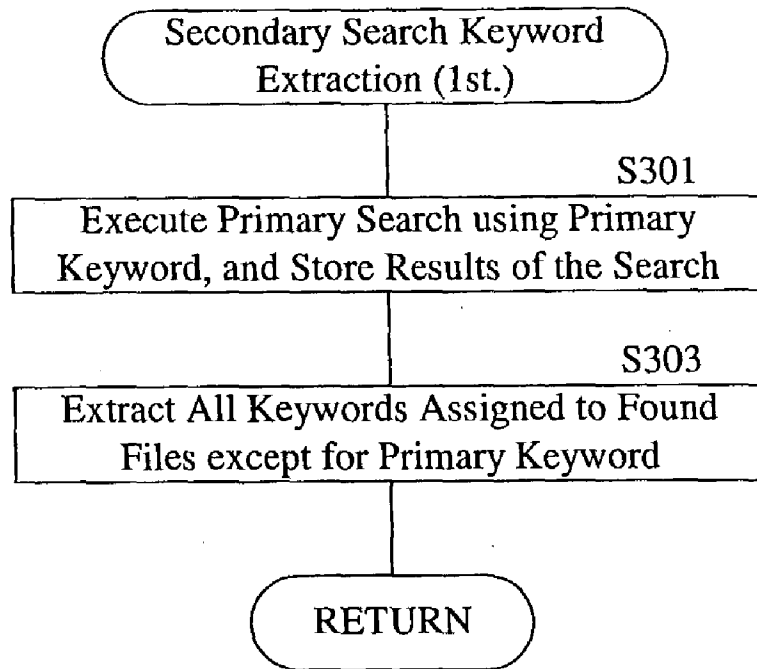 Secondary Search Keyword
Extraction (1st.)
S301
Execute Primary Search using Primary
Keyword, and Store Results of the Search
S303
Extract All Keywords Assigned to Found
Files except for Primary Keyword
RETURN